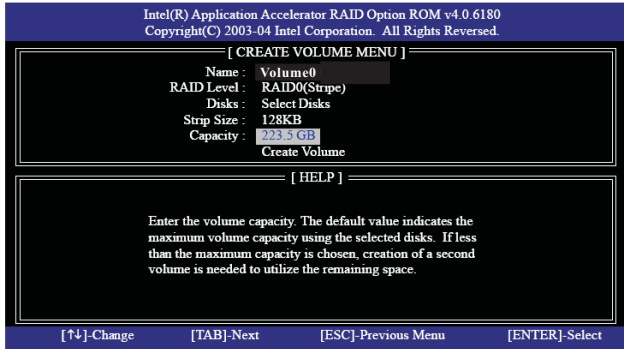 Intel(R) Application Accelerator RAID Option ROM v4.0.6180
Copyright(C) 2003-04 Intel Corporation. All Rights Reversed.
[ CREATE VOLUME MENU ]
Name : Volume0
RAID Level : RAID0(Stripe)
Disks : Select Disks
Strip Size : 128KB
Capacity : 223.5 GB
Create Volume
[ HELP ]
Enter the volume capacity. The default value indicates the
maximum volume capacity using the selected disks. If less
than the maximum capacity is chosen, creation of a second
volume is needed to utilize the remaining space.
[↑↓]-Change [TAB]-Next [ESC]-Previous Menu [ENTER]-Select